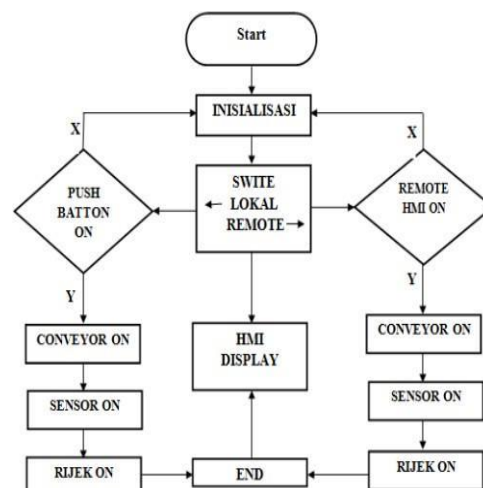 Start
INISIALISASI
X
X
PUSH
BATTON
ON
SWITE
LOKAL
REMOTE
REMOTE
HMI ON
Y
Y
CONVEYOR ON
HMI
DISPLAY
CONVEYOR ON
SENSOR ON
SENSOR ON
RIJEK ON
END
RIJEK ON